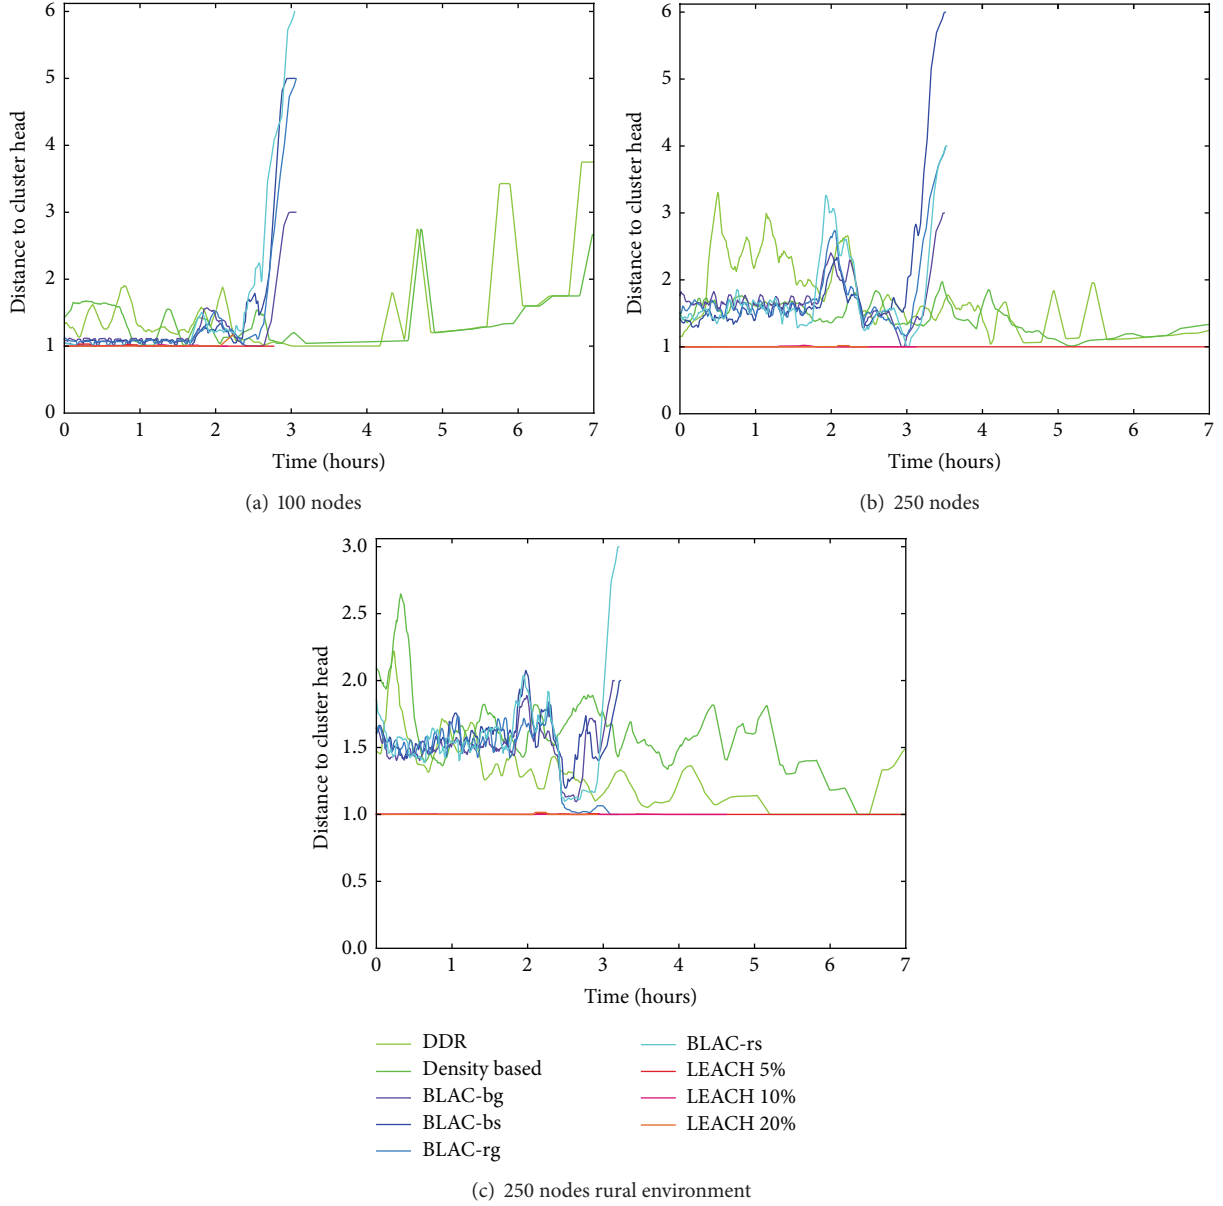 6
5
4
3
2
1
0
Distance to cluster head
0 1 2 3 4 5 6 7
Time (hours)
(a) 100 nodes
6
5
4
3
2
1
0
Distance to cluster head
0 1 2 3 4 5 6 7
Time (hours)
(b) 250 nodes
3.0
2.5
2.0
1.5
1.0
0.5
0.0
Distance to cluster head
0 1 2 3 4 5 6 7
Time (hours)
DDR
Density based
BLAC-bg
BLAC-bs
BLAC-rg
BLAC-rs
LEACH 5%
LEACH 10%
LEACH 20%
(c) 250 nodes rural environment